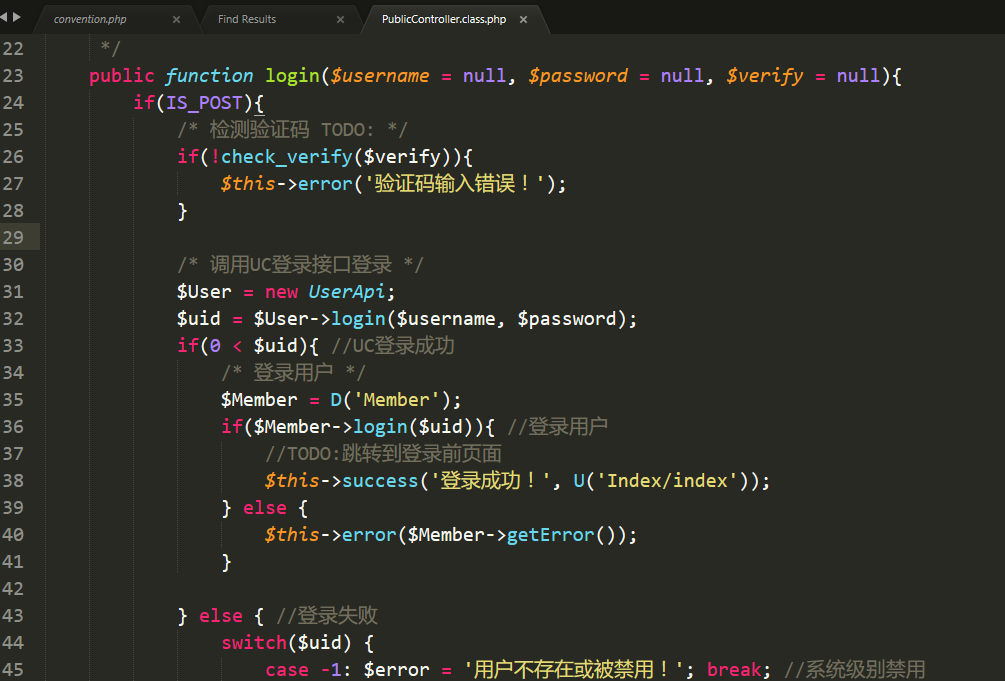 convention.php × Find Results × PublicController.class.php ×
22 */
23 public function login($username = null, $password = null, $verify = null){
24 if(IS_POST){
25 /* 检测验证码 TODO: */
26 if(!check_verify($verify)){
27 $this->error('验证码输入错误！');
28 }
29
30 /* 调用UC登录接口登录 */
31 $User = new UserApi;
32 $uid = $User->login($username, $password);
33 if(0 < $uid){ //UC登录成功
34 /* 登录用户 */
35 $Member = D('Member');
36 if($Member->login($uid)){ //登录用户
37 //TODO:跳转到登录前页面
38 $this->success('登录成功！', U('Index/index'));
39 } else {
40 $this->error($Member->getError());
41 }
42
43 } else { //登录失败
44 switch($uid) {
45 case -1: $error = '用户不存在或被禁用！'; break; //系统级别禁用